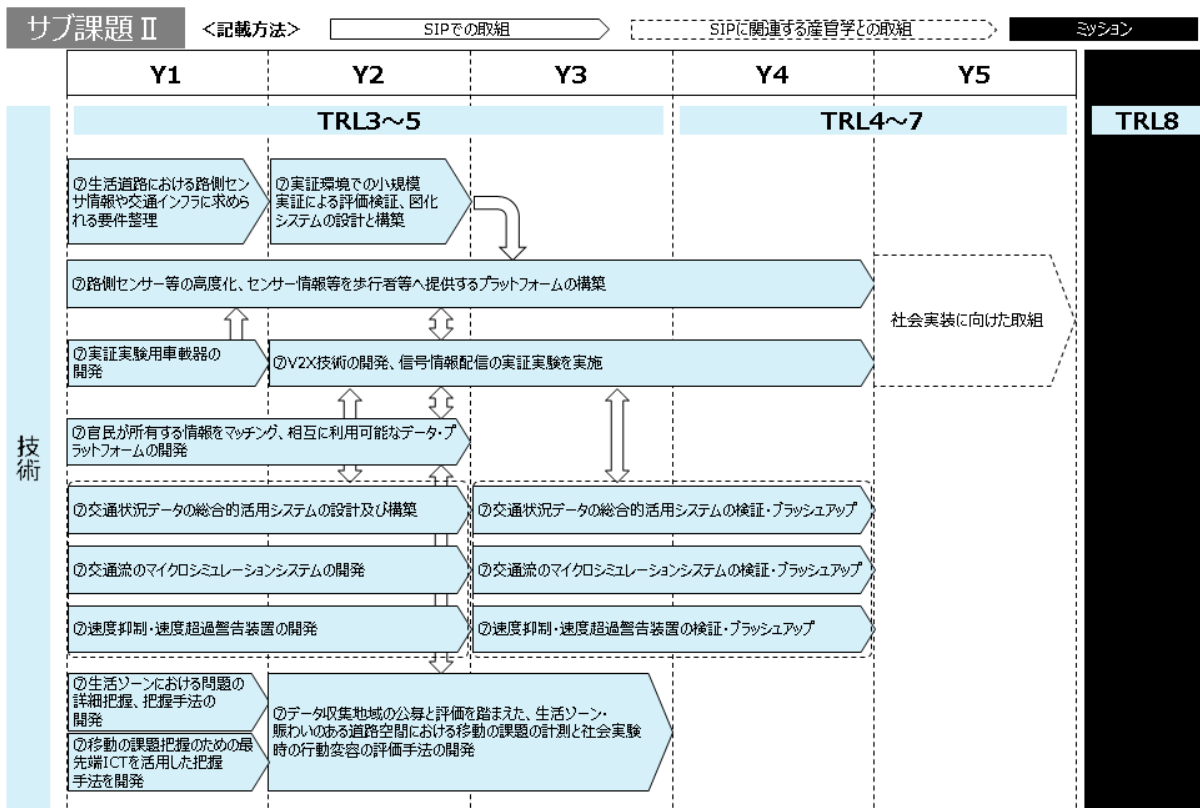 サブ課題Ⅱ
<記載方法>
SIPでの取組
SIPに関連する産官学との取組
ミッション
Y1
Y2
Y3
Y4
Y5
TRL3～5
TRL4～7
TRL8
技術
⑦生活道路における路側セン
サ情報や交通インフラに求めら
れる要件整理
⑦実証環境での小規模
実証による評価検証、図化
システムの設計と構築
⑦路側センサー等の高度化、センサー情報等を歩行者等へ提供するプラットフォームの構築
社会実装に向けた取組
⑦実証実験用車載器の
開発
⑦V2X技術の開発、信号情報配信の実証実験を実施
⑦官民が所有する情報をマッチング、相互に利用可能なデータ・プ
ラットフォームの開発
⑦交通状況データの総合的活用システムの設計及び構築
⑦交通状況データの総合的活用システムの検証・ブラッシュアップ
⑦交通流のマイクロシミュレーションシステムの開発
⑦交通流のマイクロシミュレーションシステムの検証・ブラッシュアップ
⑦速度抑制・速度超過警告装置の開発
⑦速度抑制・速度超過警告装置の検証・ブラッシュアップ
⑦生活ゾーンにおける問題の
詳細把握、把握手法の
開発
⑦移動の課題把握のための最
先端ICTを活用した把握
手法を開発
⑦データ収集地域の公募と評価を踏まえた、生活ゾーン・
賑わいのある道路空間における移動の課題の計測と社会実験
時の行動変容の評価手法の開発